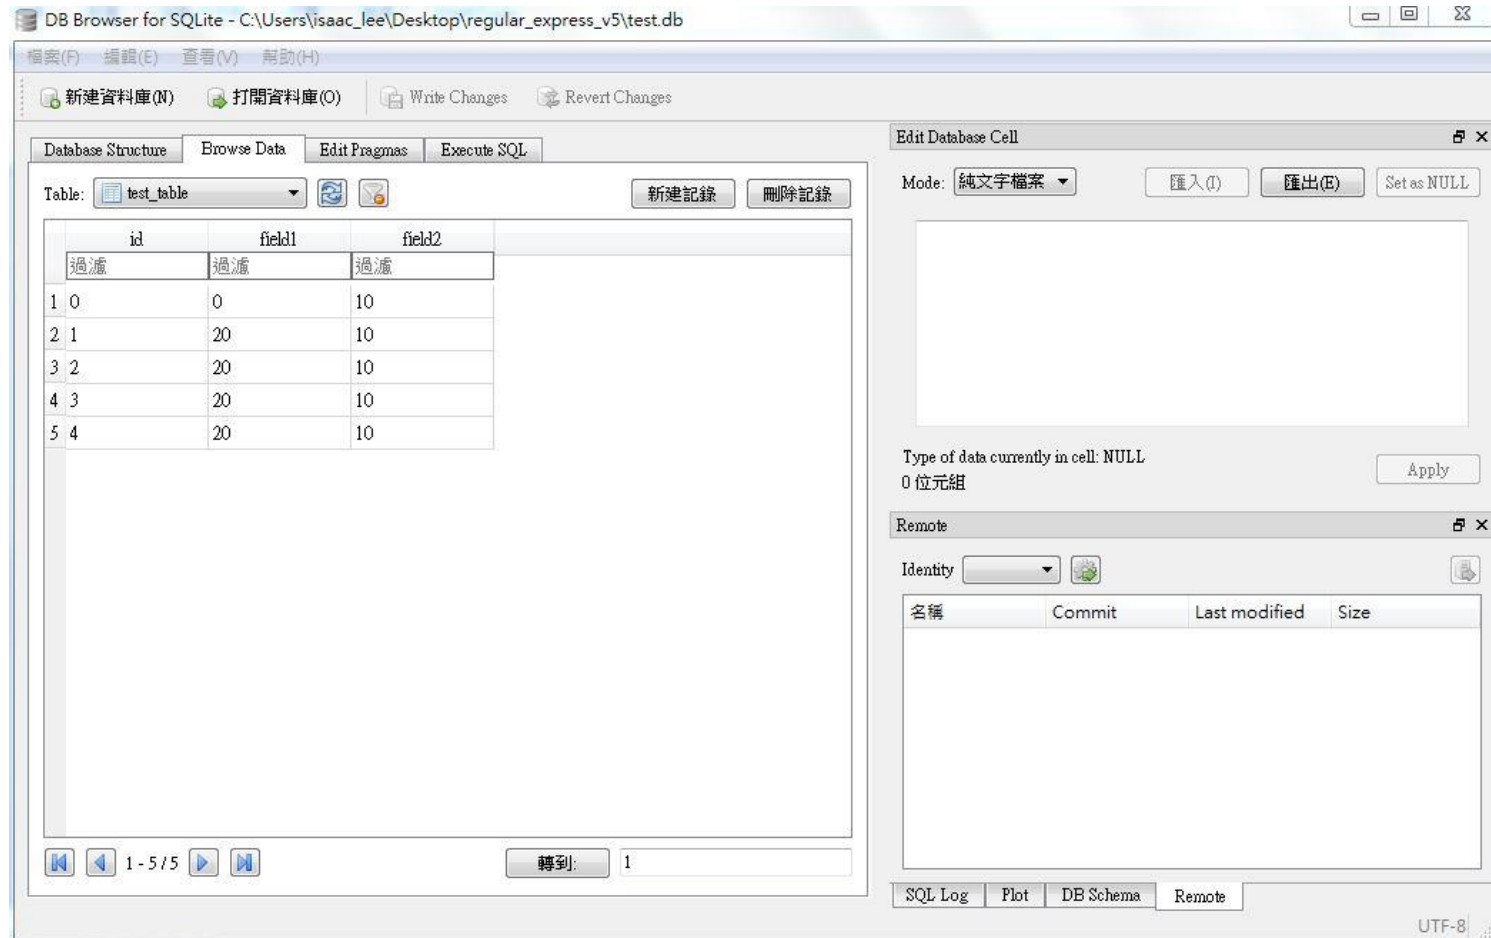 DB Browser for SQLite - C:\Users\isaac_lee\Desktop\regular_express_v5\test.db
檔案(F) 編輯(E) 查看(V) 幫助(H)
新建資料庫(N) 打開資料庫(O) Write Changes Revert Changes
Database Structure Browse Data Edit Pragmas Execute SQL
Table: test_table 新建記錄 刪除記錄
id field1 field2
過濾 過濾 過濾
1 0 0 10
2 1 20 10
3 2 20 10
4 3 20 10
5 4 20 10
1 - 5 / 5 轉到: 1
Edit Database Cell
Mode: 純文字檔案 匯入(I) 匯出(E) Set as NULL
Type of data currently in cell: NULL
0 位元組
Apply
Remote
Identity
名稱 Commit Last modified Size
SQL Log Plot DB Schema Remote
UTF-8